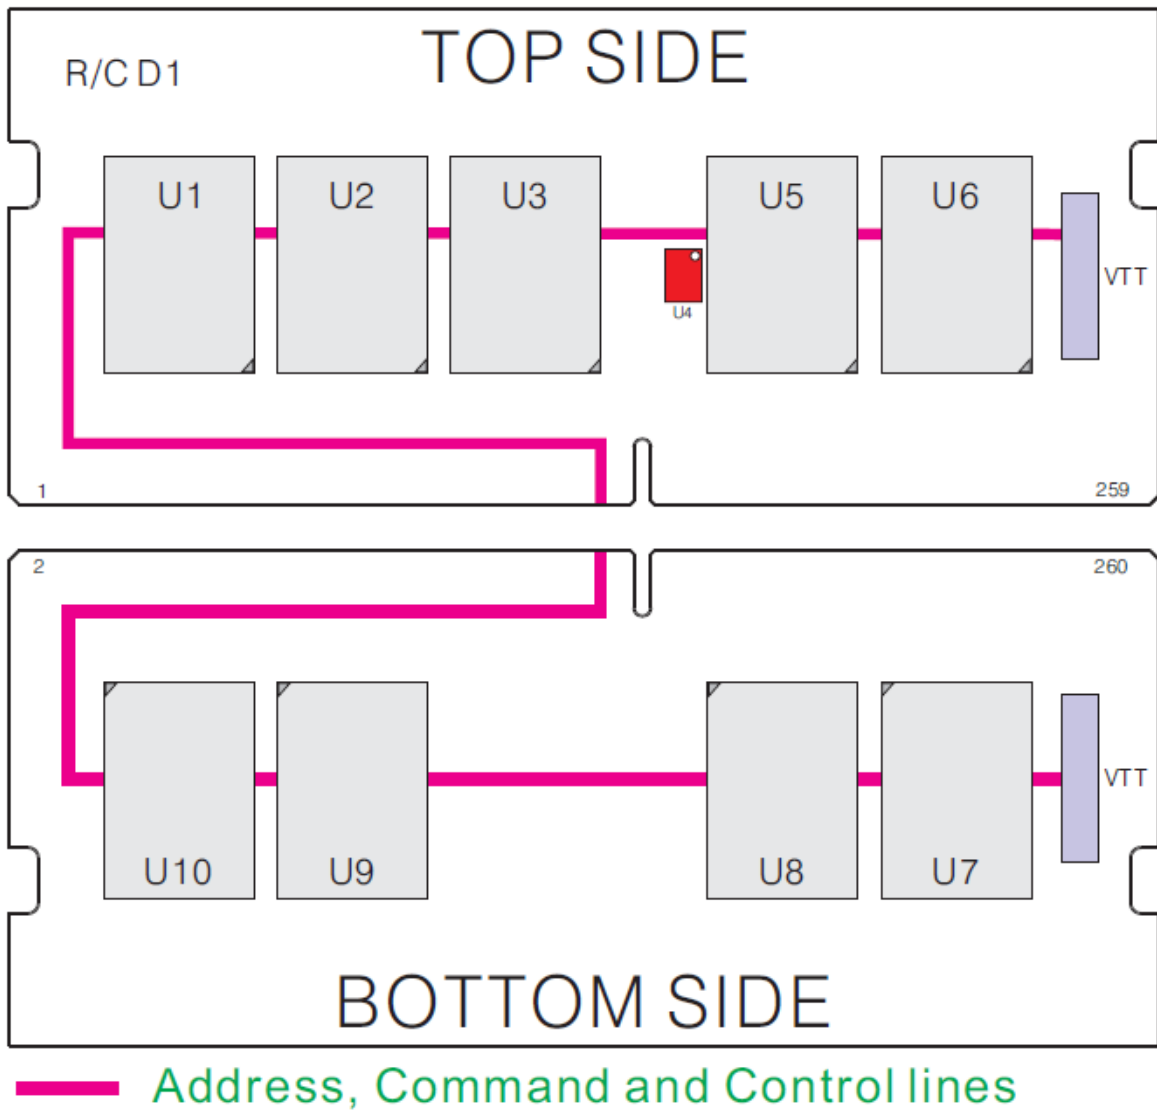 TOP SIDE
R/C D1
U1 U2 U3 U5 U6
VTT
U4
1 259
2 260
VTT
U10 U9 U8 U7
BOTTOM SIDE
Address, Command and Control lines